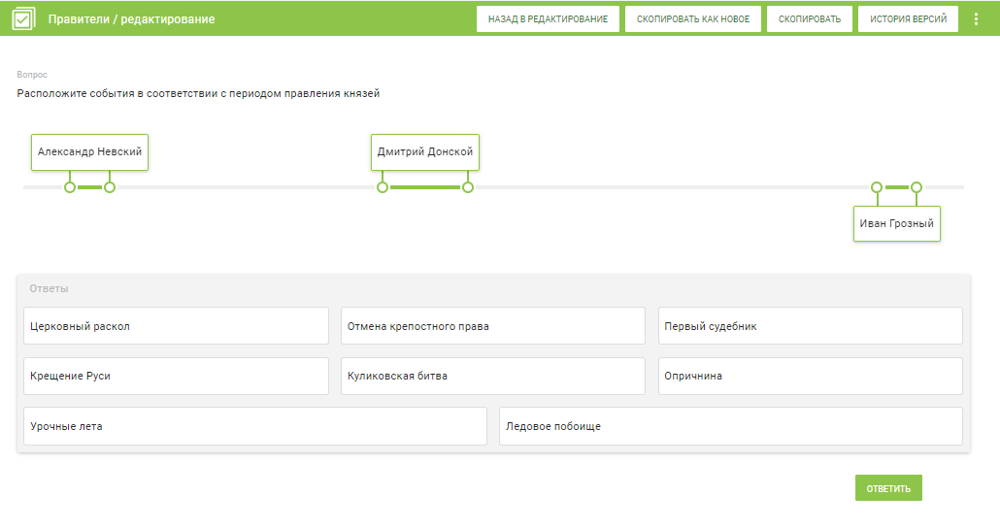 Правители / редактирование
НАЗАД В РЕДАКТИРОВАНИЕ
СКОПИРОВАТЬ КАК НОВОЕ
СКОПИРОВАТЬ
ИСТОРИЯ ВЕРСИЙ
Вопрос
Расположите события в соответствии с периодом правления князей
Александр Невский
Дмитрий Донской
Иван Грозный
Ответы
Церковный раскол
Отмена крепостного права
Первый судебник
Крещение Руси
Куликовская битва
Опричнина
Урочные лета
Ледовое побоище
ОТВЕТИТЬ